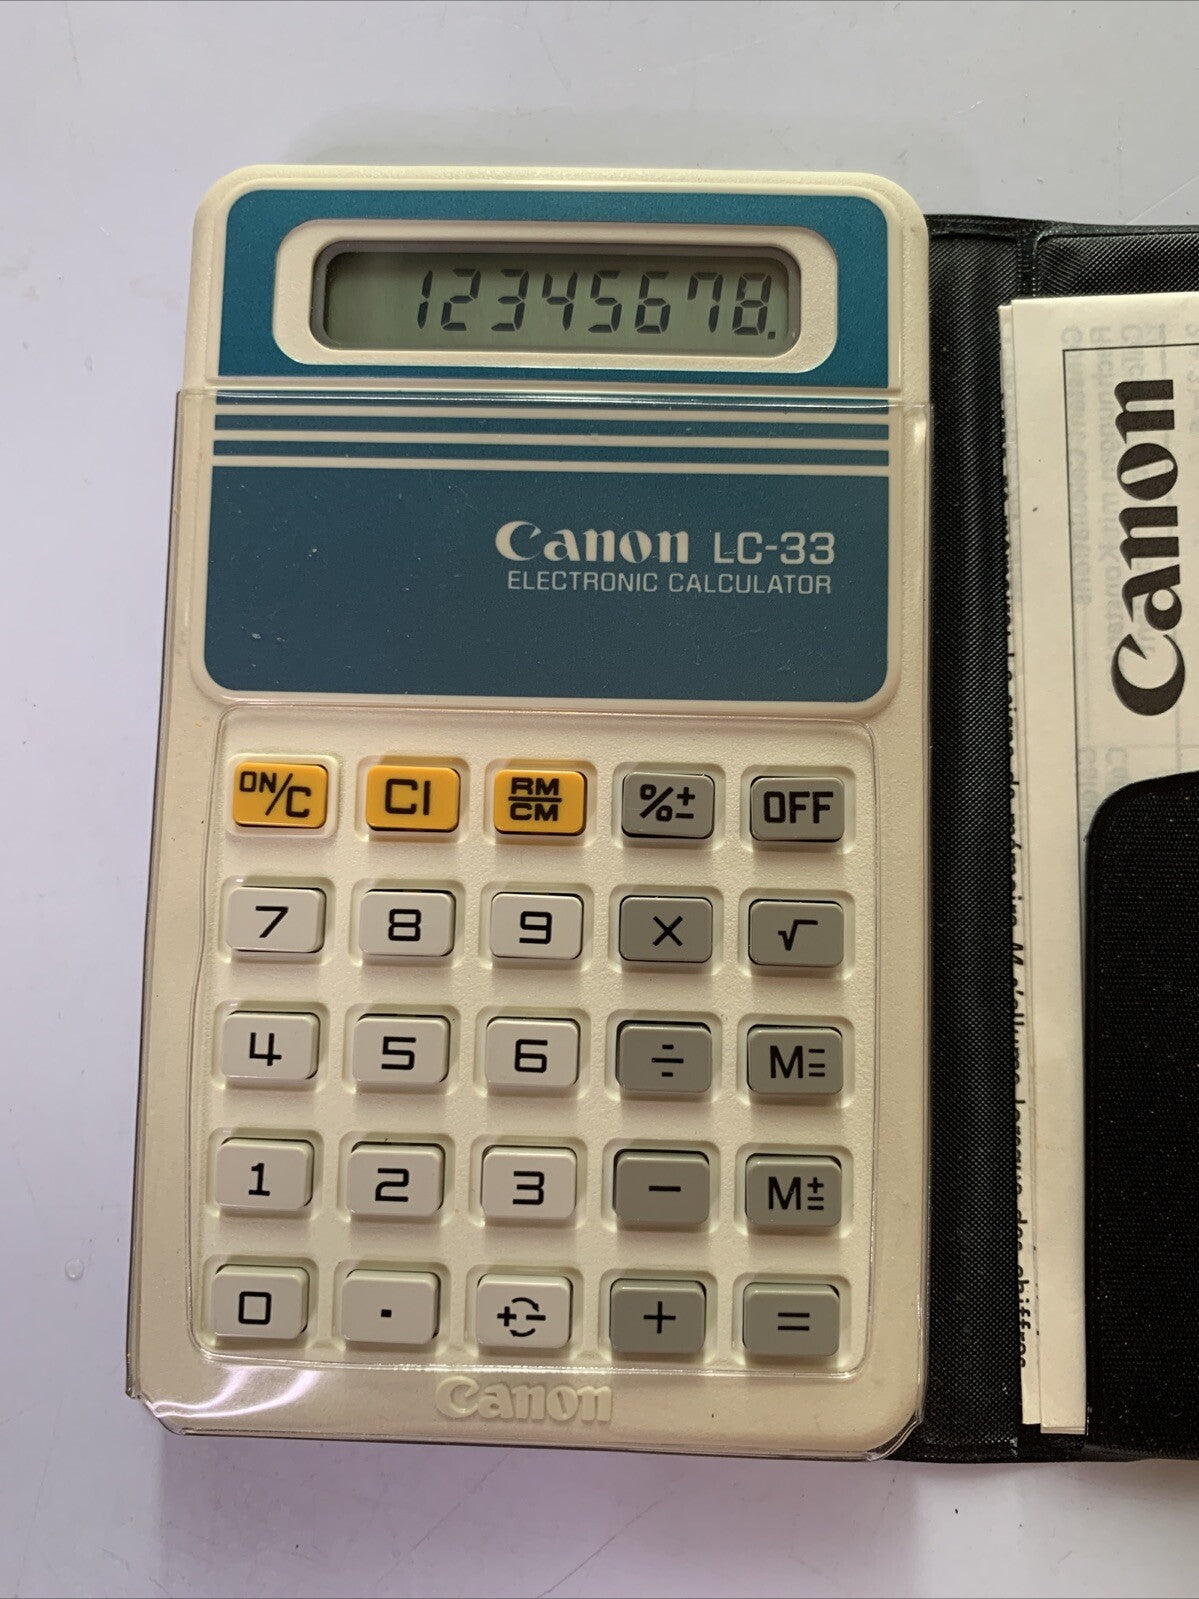 12345678.
Canon LC-33
ELECTRONIC CALCULATOR
ON/C CI RM/CM %± OFF
7 8 9 × √
4 5 6 ÷ M=
1 2 3 − M±=
0 . +− + =
Canon
Canon